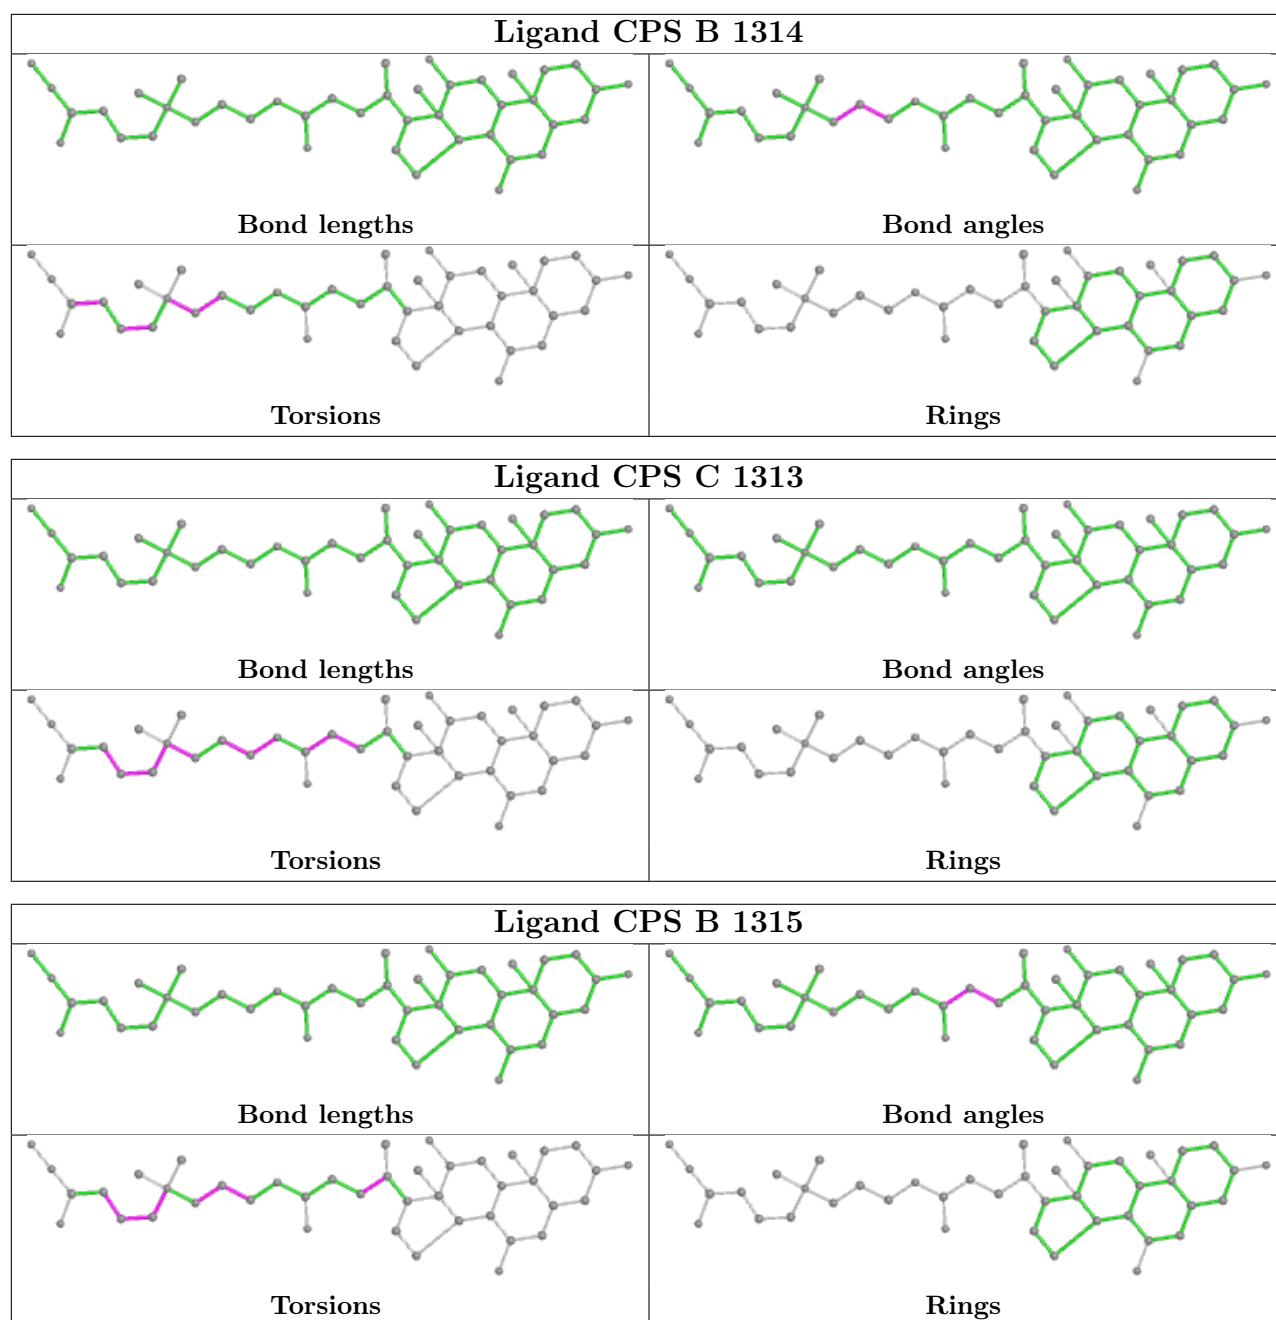 Ligand CPS B 1314
Bond lengths
Bond angles
Torsions
Rings
Ligand CPS C 1313
Bond lengths
Bond angles
Torsions
Rings
Ligand CPS B 1315
Bond lengths
Bond angles
Torsions
Rings